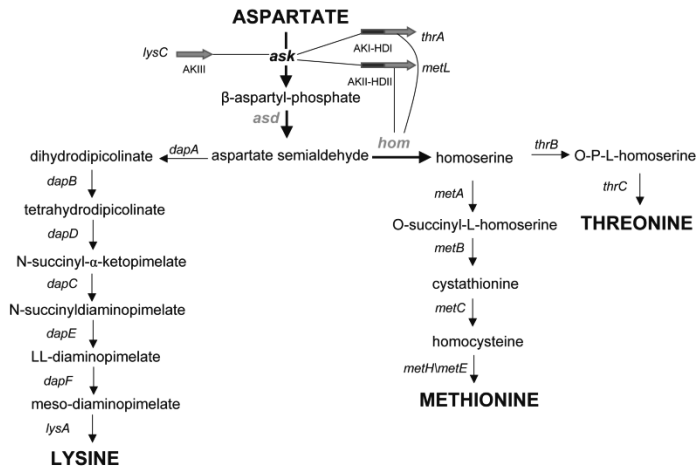 ASPARTATE
lysC
AKIII
ask
AKI-HDI
thrA
AKII-HDII
metL
β-aspartyl-phosphate
asd
hom
dihydrodipicolinate
dapA
aspartate semialdehyde
homoserine
thrB
O-P-L-homoserine
dapB
metA
thrC
tetrahydrodipicolinate
O-succinyl-L-homoserine
THREONINE
dapD
metB
N-succinyl-α-ketopimelate
cystathionine
dapC
metC
N-succinyldiaminopimelate
homocysteine
dapE
LL-diaminopimelate
metH\metE
dapF
METHIONINE
meso-diaminopimelate
lysA
LYSINE